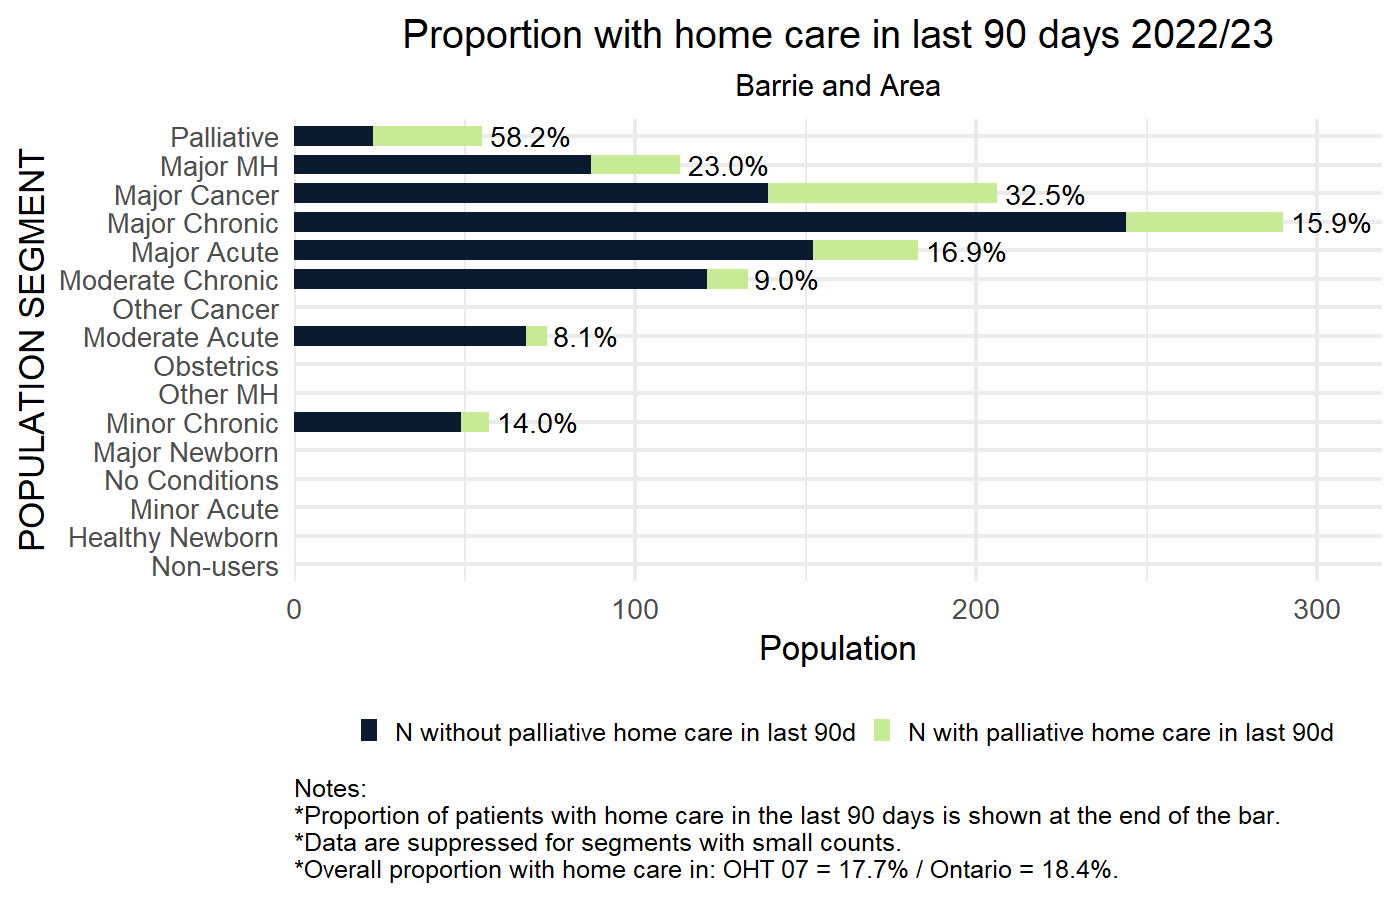 Proportion with home care in last 90 days 2022/23
Barrie and Area
POPULATION SEGMENT
Palliative 58.2%
Major MH 23.0%
Major Cancer 32.5%
Major Chronic 15.9%
Major Acute 16.9%
Moderate Chronic 9.0%
Other Cancer
Moderate Acute 8.1%
Obstetrics
Other MH
Minor Chronic 14.0%
Major Newborn
No Conditions
Minor Acute
Healthy Newborn
Non-users
0 100 200 300
Population
N without palliative home care in last 90d N with palliative home care in last 90d
Notes:
*Proportion of patients with home care in the last 90 days is shown at the end of the bar.
*Data are suppressed for segments with small counts.
*Overall proportion with home care in: OHT 07 = 17.7% / Ontario = 18.4%.